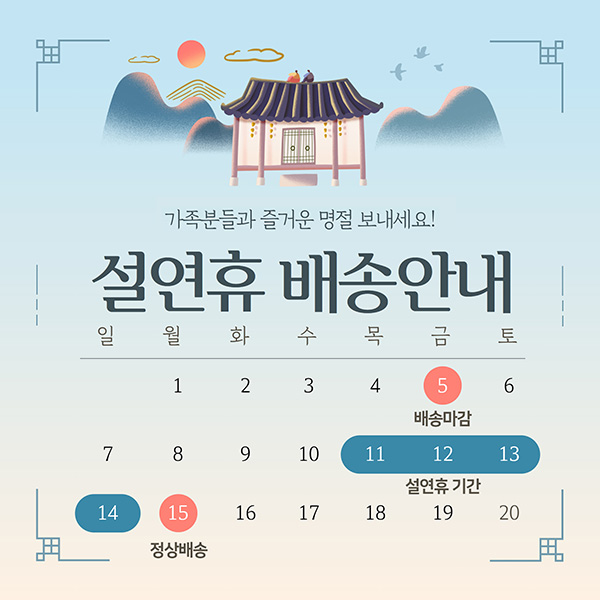 가족분들과 즐거운 명절 보내세요!
설연휴 배송안내
일 월 화 수 목 금 토
1 2 3 4 5 6
배송마감
7 8 9 10 11 12 13
설연휴 기간
14 15 16 17 18 19 20
정상배송